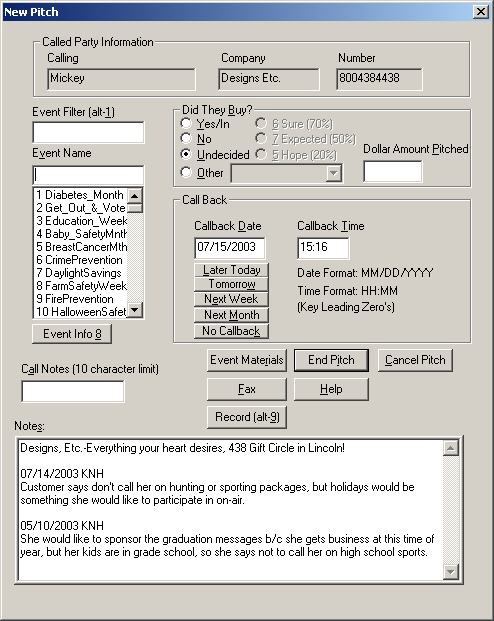 New Pitch
Called Party Information
Calling Company Number
Mickey Designs Etc. 8004384438
Event Filter (alt-1)
Did They Buy?
Yes/In
No
Undecided
Other
6 Sure (70%)
7 Expected (50%)
5 Hope (20%)
Dollar Amount Pitched
Event Name
1 Diabetes_Month
2 Get_Out_&_Vote
3 Education_Week
4 Baby_SafetyMnth
5 BreastCancerMth
6 CrimePrevention
7 DaylightSavings
8 FarmSafetyWeek
9 FirePrevention
10 HalloweenSafet
Event Info 8
Call Back
Callback Date Callback Time
07/15/2003 15:16
Later Today
Tomorrow
Next Week
Next Month
No Callback
Date Format: MM/DD/YYYY
Time Format: HH:MM
(Key Leading Zero's)
Event Materials End Pitch Cancel Pitch
Fax Help
Record (alt-9)
Call Notes (10 character limit)
Notes:
Designs, Etc.-Everything your heart desires, 438 Gift Circle in Lincoln!
07/14/2003 KNH
Customer says don't call her on hunting or sporting packages, but holidays would be
something she would like to participate in on-air.
05/10/2003 KNH
She would like to sponsor the graduation messages b/c she gets business at this time of
year, but her kids are in grade school, so she says not to call her on high school sports.